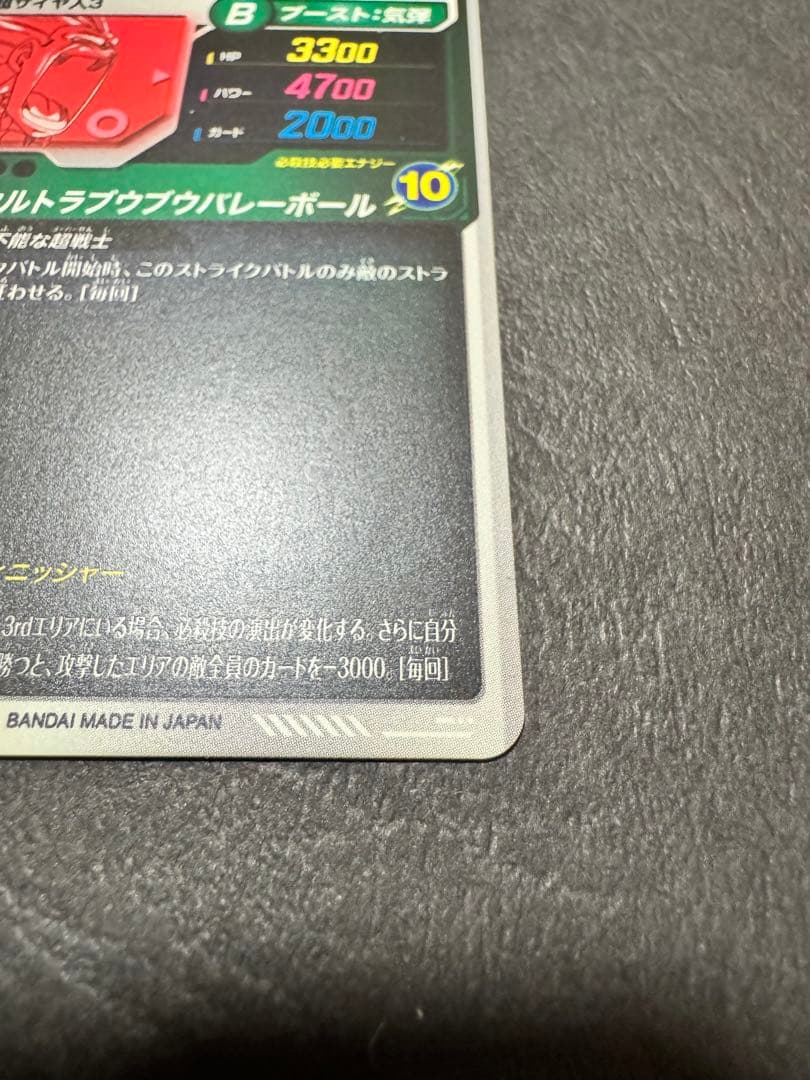 サイヤ人3
B ブースト:気弾
HP 3300
パワー 4700
ガード 2000
必殺技必要エナジー
10
ルトラブウブウバレーボール
不能な超戦士
バトル開始時、このストライクバトルのみ敵のストラ
わせる。[毎回]
ニッシャー
3rdエリアにいる場合、必殺技の演出が変化する。さらに自分
勝つと、攻撃したエリアの敵全員のガードを-3000。[毎回]
BANDAI MADE IN JAPAN